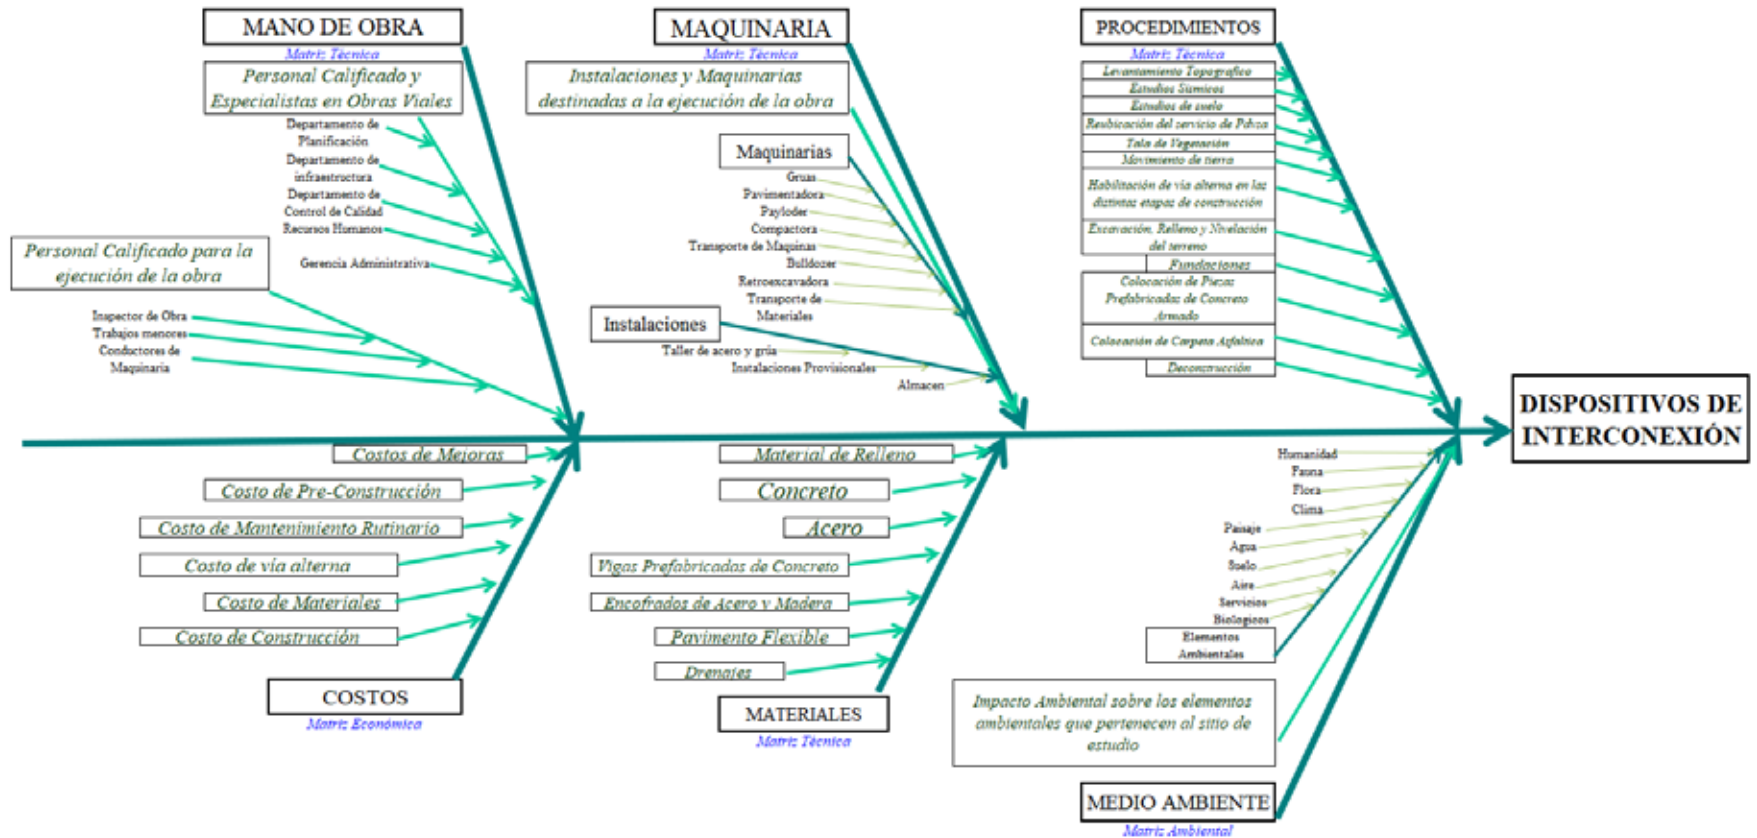 MANO DE OBRA
Matriz Técnica
Personal Calificado y
Especialistas en Obras Viales
Departamento de
Planificación
Departamento de
infraestructura
Departamento de
Control de Calidad
Recursos Humanos
Gerencia Administrativa
Personal Calificado para la
ejecución de la obra
Inspector de Obra
Trabajos menores
Conductores de
Maquinaria
MAQUINARIA
Matriz Técnica
Instalaciones y Maquinarias
destinadas a la ejecución de la obra
Maquinarias
Gruas
Pavimentadora
Payloder
Compactora
Transporte de Maquinas
Bulldozer
Retroexcavadora
Transporte de
Materiales
Instalaciones
Taller de acero y grúa
Instalaciones Provisionales
Almacen
PROCEDIMIENTOS
Matriz Técnica
Levantamiento Topografico
Estudios Sismicos
Estudios de suelo
Reubicación del servicio de
Tala de Vegetación
Movimiento de tierra
Habilitación de vía alterna en las
distintas etapas de construcción
Excavación, Relleno y Nivelación
del terreno
Fundaciones
Colocación de Piezas
Prefabricadas de Concreto
Armado
Colocación de Carpeta Asfaltica
Deconstrucción
DISPOSITIVOS DE
INTERCONEXIÓN
Costos de Mejoras
Costo de Pre-Construcción
Costo de Mantenimiento Rutinario
Costo de vía alterna
Costo de Materiales
Costo de Construcción
COSTOS
Matriz Económica
Material de Relleno
Concreto
Acero
Vigas Prefabricadas de Concreto
Encofrados de Acero y Madera
Pavimento Flexible
Drenajes
MATERIALES
Matriz Técnica
Humanidad
Fauna
Flora
Clima
Paisaje
Agua
Suelo
Aire
Servicios
Biologicos
Elementos
Ambientales
Impacto Ambiental sobre los elementos
ambientales que pertenecen al sitio de
estudio
MEDIO AMBIENTE
Matriz Ambiental